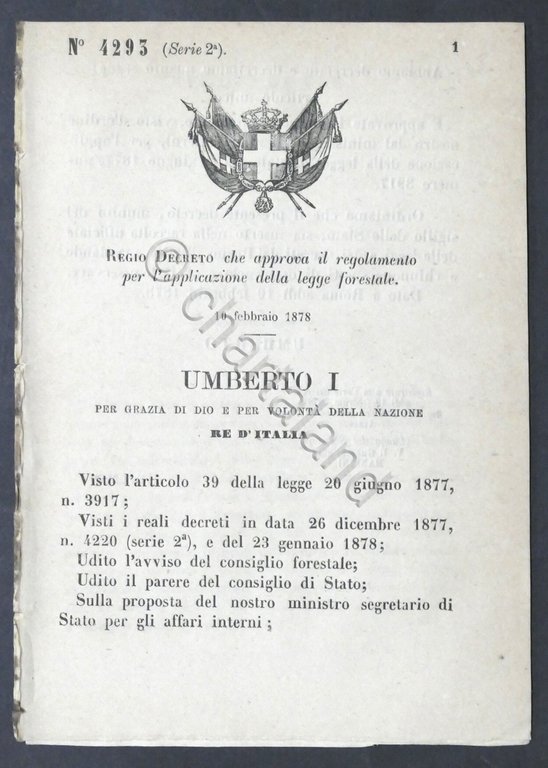 N° 4293 (Serie 2ª). 1
REGIO DECRETO che approva il regolamento
per l'applicazione della legge forestale.
10 febbraio 1878
UMBERTO I
PER GRAZIA DI DIO E PER VOLONTÀ DELLA NAZIONE
RE D'ITALIA
Visto l'articolo 39 della legge 20 giugno 1877,
n. 3917;
Visti i reali decreti in data 26 dicembre 1877,
n. 4220 (serie 2ª), e del 23 gennaio 1878;
Udito l'avviso del consiglio forestale;
Udito il parere del consiglio di Stato;
Sulla proposta del nostro ministro segretario di
Stato per gli affari interni;
© chartaland